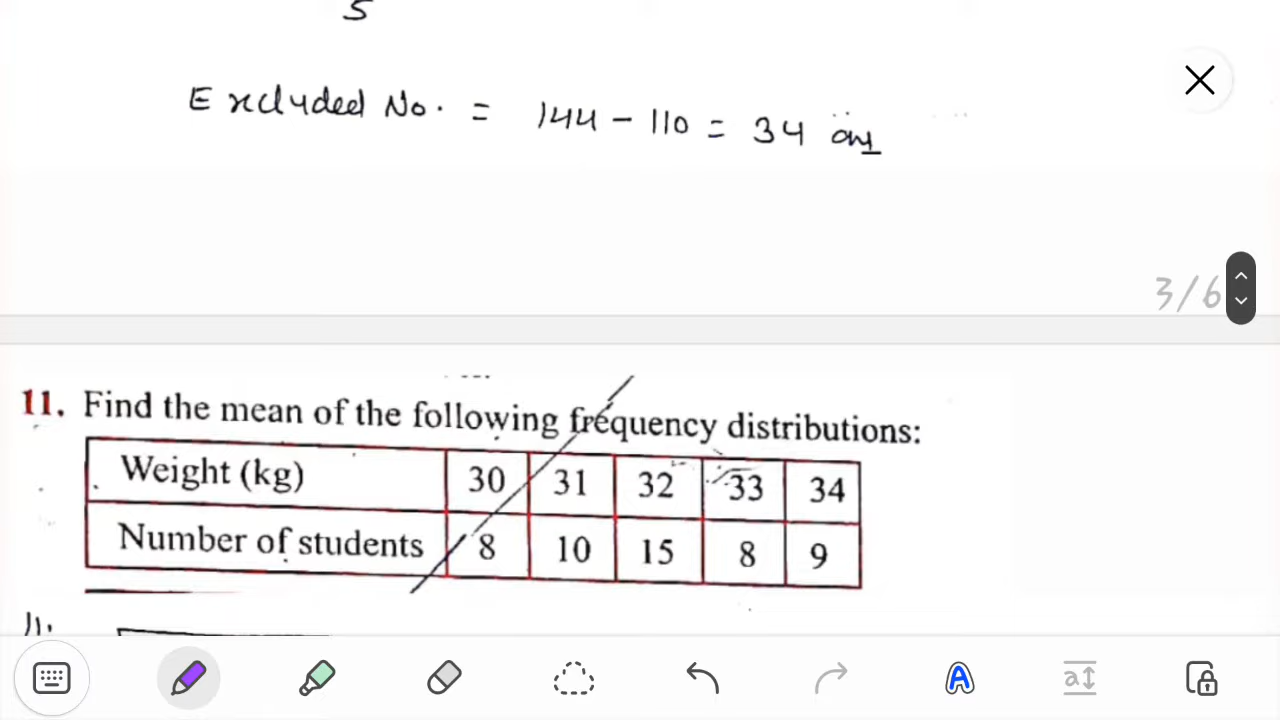 5
Excluded No. = 144 - 110 = 34 ans
3/6
11. Find the mean of the following frequency distributions:
Weight (kg) 30 31 32 33 34
Number of students 8 10 15 8 9
11.
A
a